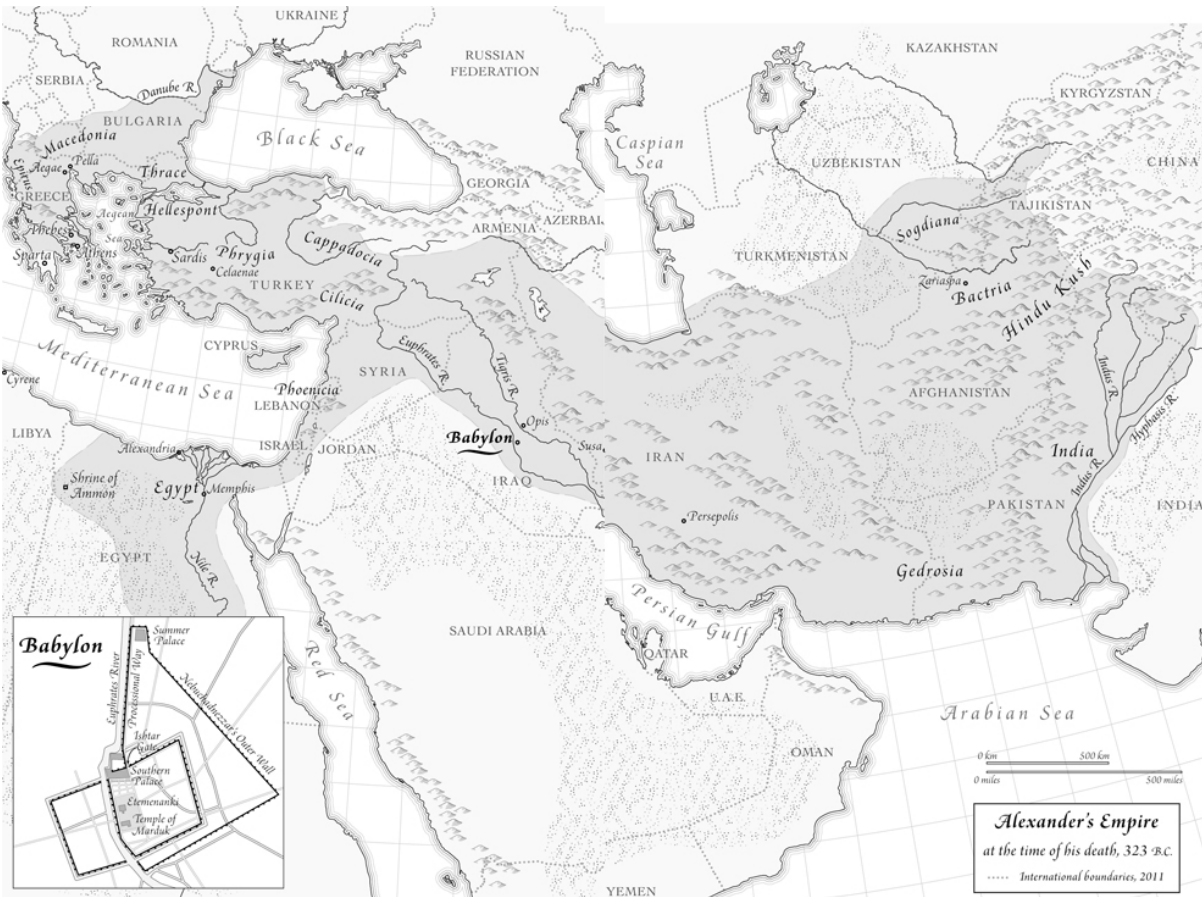 UKRAINE
ROMANIA
RUSSIAN
FEDERATION
KAZAKHSTAN
SERBIA
Danube R.
KYRGYZSTAN
BULGARIA
Black Sea
Caspian
Sea
Macedonia
UZBEKISTAN
CHINA
Pella
Aegae
Thrace
Epirus
GEORGIA
GREECE
Hellespont
TAJIKISTAN
Aegean
Sea
AZERBAI
ARMENIA
Sogdiana
Thebes
Athens
Sparta
Sardis
Phrygia
Cappadocia
Celaenae
TURKMENISTAN
TURKEY
Cilicia
Zariaspa
Bactria
Hindu Kush
CYPRUS
Mediterranean Sea
Euphrates R.
Tigris R.
SYRIA
Cyrene
Phoenicia
LEBANON
AFGHANISTAN
Indus R.
Hyphasis R.
LIBYA
Alexandria
ISRAEL
JORDAN
Babylon
Opis
Susa
IRAN
India
Indus R.
Shrine of
Ammon
Egypt
Memphis
IRAQ
PAKISTAN
INDIA
Persepolis
EGYPT
Nile R.
Gedrosia
Persian Gulf
SAUDI ARABIA
QATAR
Red Sea
U.A.E.
Arabian Sea
OMAN
YEMEN
Babylon
Summer
Palace
Euphrates River
Processional Way
Nebuchadnezzar's Outer Wall
Ishtar
Gate
Southern
Palace
Etemenanki
Temple of
Marduk
0 km 500 km
0 miles 500 miles
Alexander's Empire
at the time of his death, 323 B.C.
International boundaries, 2011